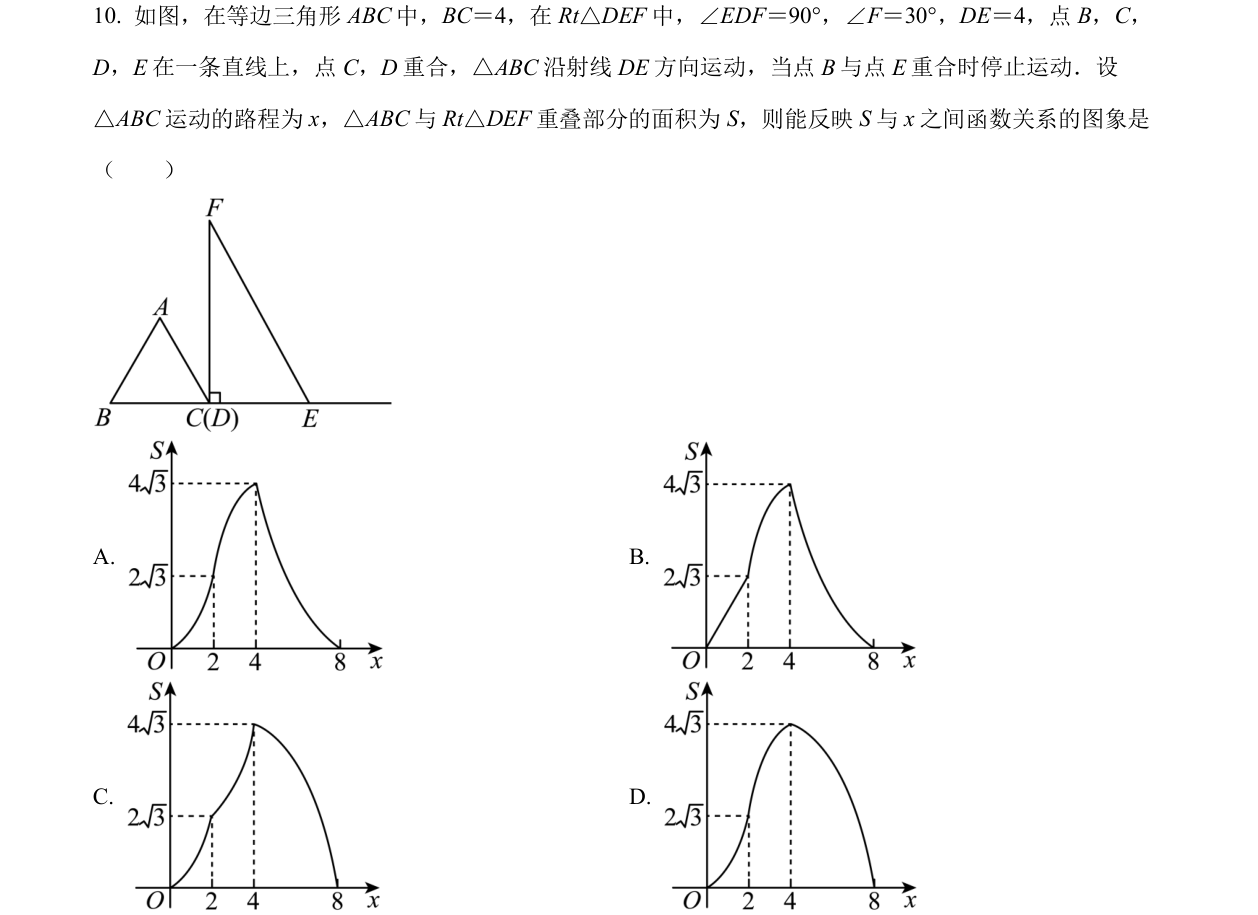 10. 如图，在等边三角形 ABC 中，BC＝4，在 Rt△DEF 中，∠EDF＝90°，∠F＝30°，DE＝4，点 B，C，
D，E 在一条直线上，点 C，D 重合，△ABC 沿射线 DE 方向运动，当点 B 与点 E 重合时停止运动．设
△ABC 运动的路程为 x，△ABC 与 Rt△DEF 重叠部分的面积为 S，则能反映 S 与 x 之间函数关系的图象是
（　　）
F
A
B C(D) E
A.
S
4√3
2√3
O 2 4 8 x
B.
S
4√3
2√3
O 2 4 8 x
C.
S
4√3
2√3
O 2 4 8 x
D.
S
4√3
2√3
O 2 4 8 x